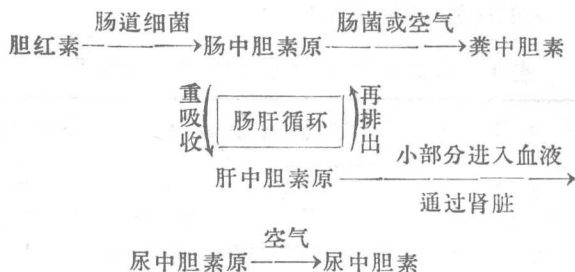 肠道细菌 肠菌或空气
胆红素 肠中胆素原 粪中胆素
重吸收 肠肝循环 再排出
小部分进入血液
肝中胆素原
通过肾脏
空气
尿中胆素原 尿中胆素